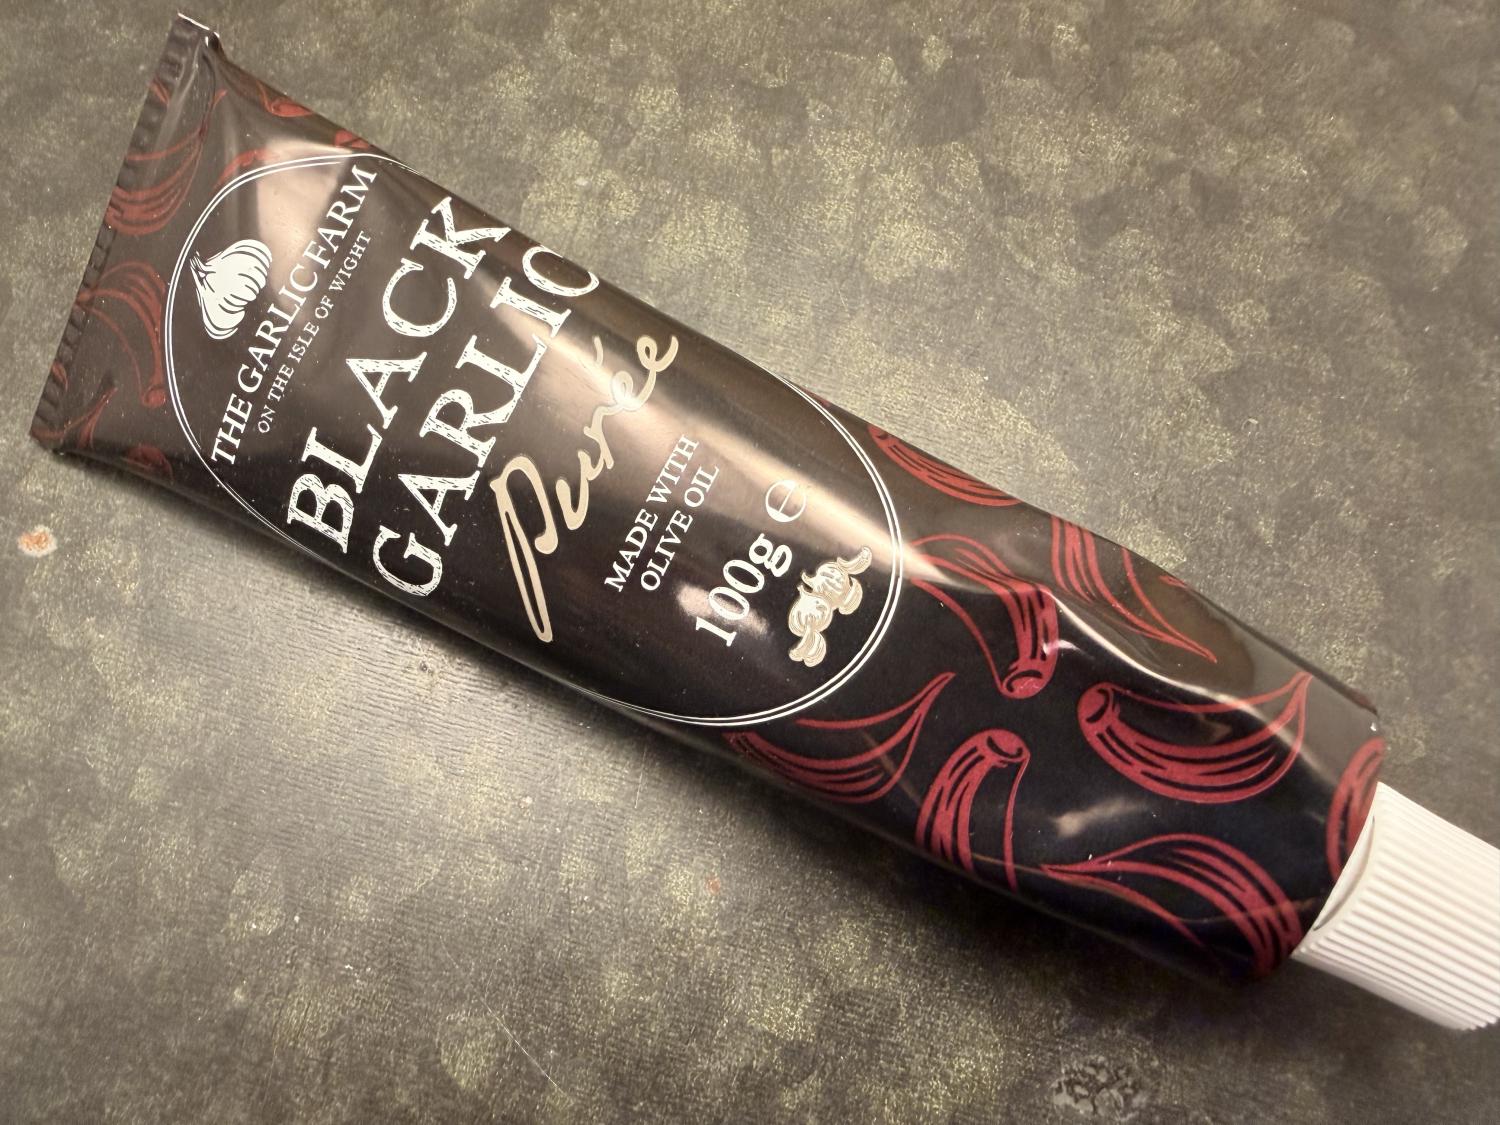 THE GARLIC FARM
ON THE ISLE OF WIGHT
BLACK
GARLIC
Purée
MADE WITH
OLIVE OIL
100g ℮